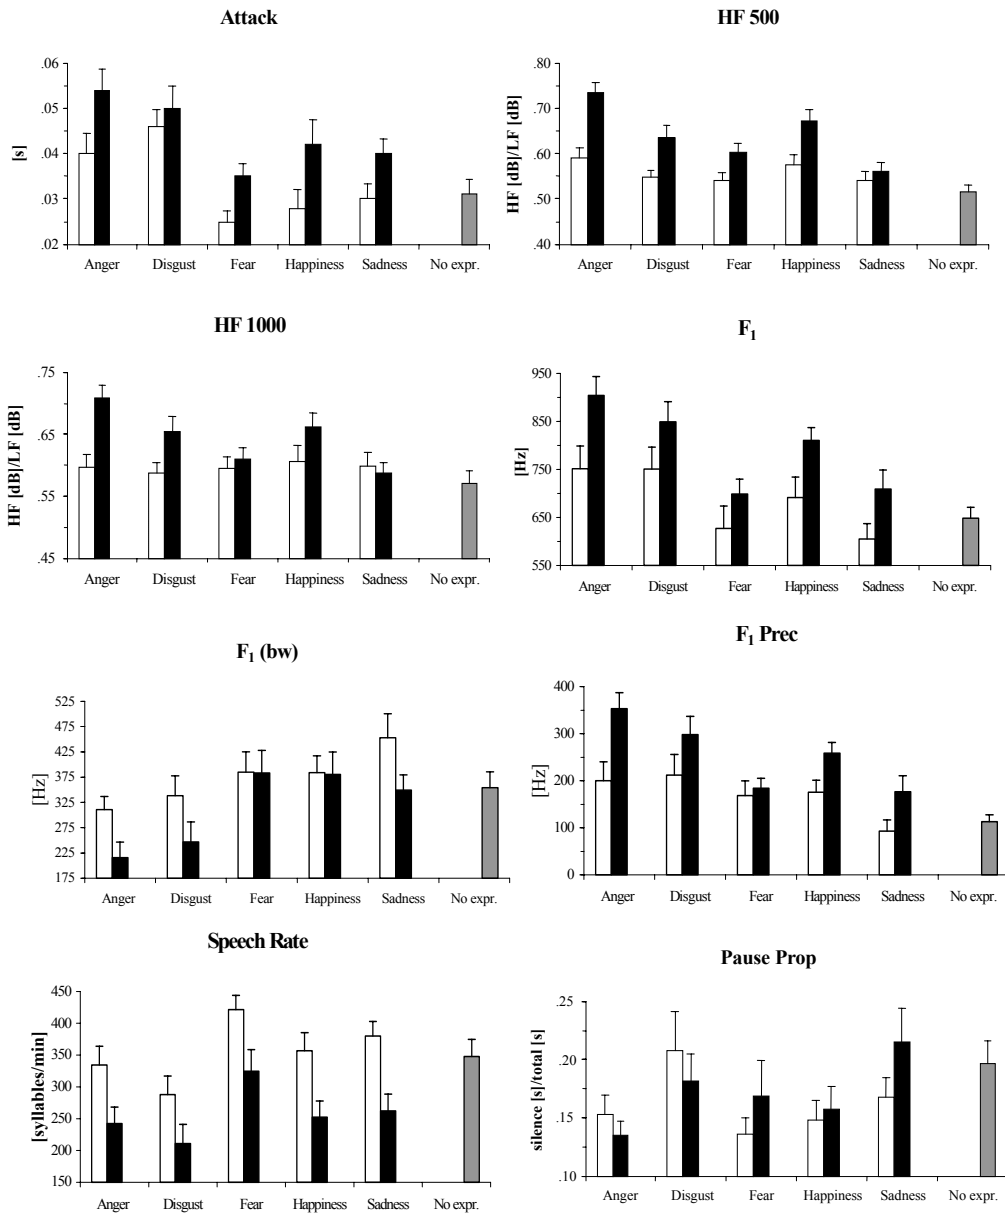 Attack
.06
.05
.04
.03
.02
[s]
Anger Disgust Fear Happiness Sadness No expr.
HF 500
.80
.70
.60
.50
.40
HF [dB]/LF [dB]
Anger Disgust Fear Happiness Sadness No expr.
HF 1000
.75
.65
.55
.45
HF [dB]/LF [dB]
Anger Disgust Fear Happiness Sadness No expr.
F₁
950
850
750
650
550
[Hz]
Anger Disgust Fear Happiness Sadness No expr.
F₁ (bw)
525
475
425
375
325
275
225
175
[Hz]
Anger Disgust Fear Happiness Sadness No expr.
F₁ Prec
400
300
200
100
0
[Hz]
Anger Disgust Fear Happiness Sadness No expr.
Speech Rate
450
400
350
300
250
200
150
[syllables/min]
Anger Disgust Fear Happiness Sadness No expr.
Pause Prop
.25
.20
.15
.10
silence [s]/total [s]
Anger Disgust Fear Happiness Sadness No expr.